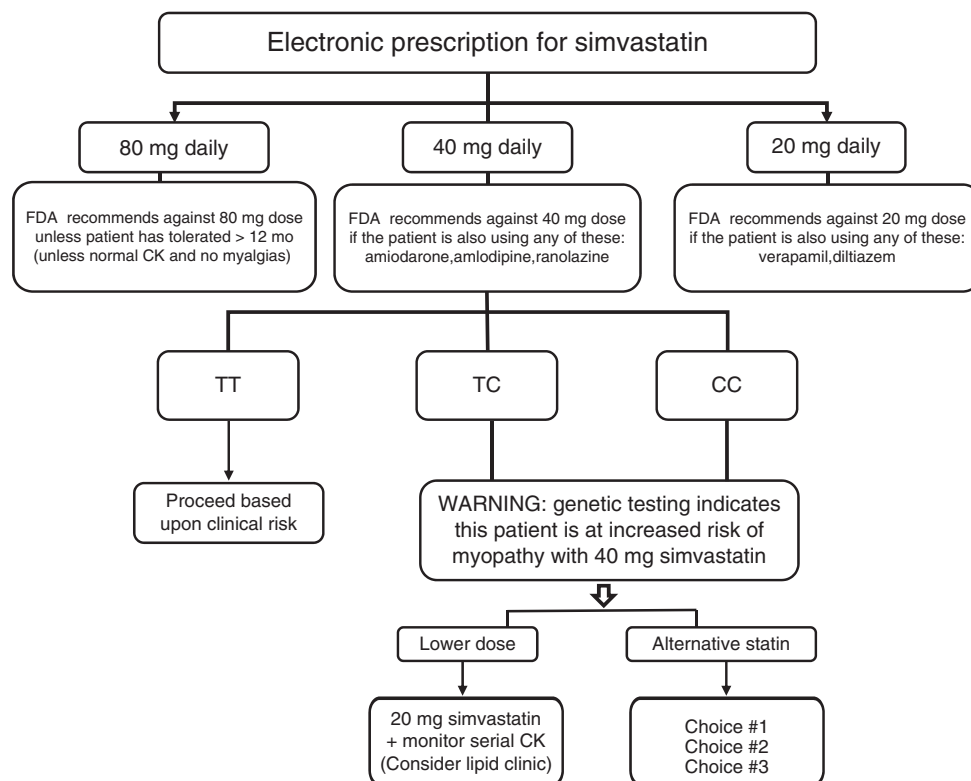 Electronic prescription for simvastatin
80 mg daily
40 mg daily
20 mg daily
FDA recommends against 80 mg dose
unless patient has tolerated > 12 mo
(unless normal CK and no myalgias)
FDA recommends against 40 mg dose
if the patient is also using any of these:
amiodarone,amlodipine,ranolazine
FDA recommends against 20 mg dose
if the patient is also using any of these:
verapamil,diltiazem
TT
TC
CC
Proceed based
upon clinical risk
WARNING: genetic testing indicates
this patient is at increased risk of
myopathy with 40 mg simvastatin
Lower dose
Alternative statin
20 mg simvastatin
+ monitor serial CK
(Consider lipid clinic)
Choice #1
Choice #2
Choice #3